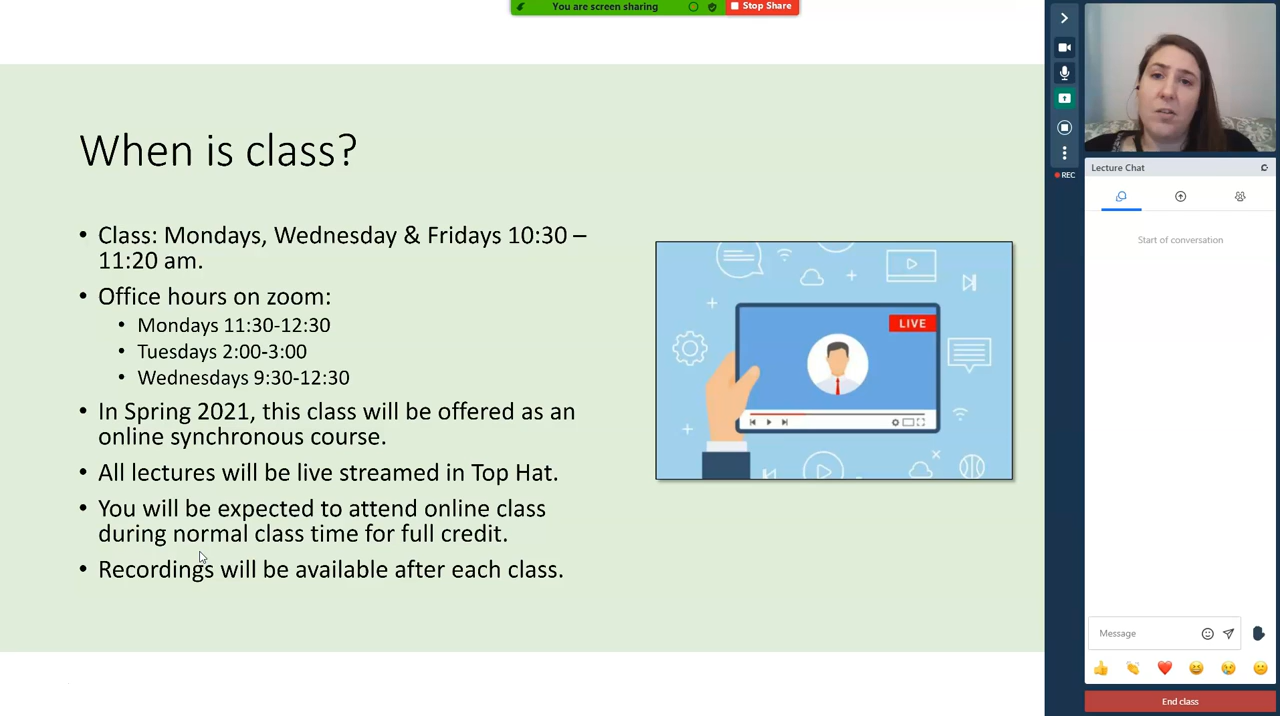 You are screen sharing
Stop Share
When is class?
• Class: Mondays, Wednesday & Fridays 10:30 –
11:20 am.
• Office hours on zoom:
• Mondays 11:30-12:30
• Tuesdays 2:00-3:00
• Wednesdays 9:30-12:30
• In Spring 2021, this class will be offered as an
online synchronous course.
• All lectures will be live streamed in Top Hat.
• You will be expected to attend online class
during normal class time for full credit.
• Recordings will be available after each class.
LIVE
REC
Lecture Chat
Start of conversation
Message
End class